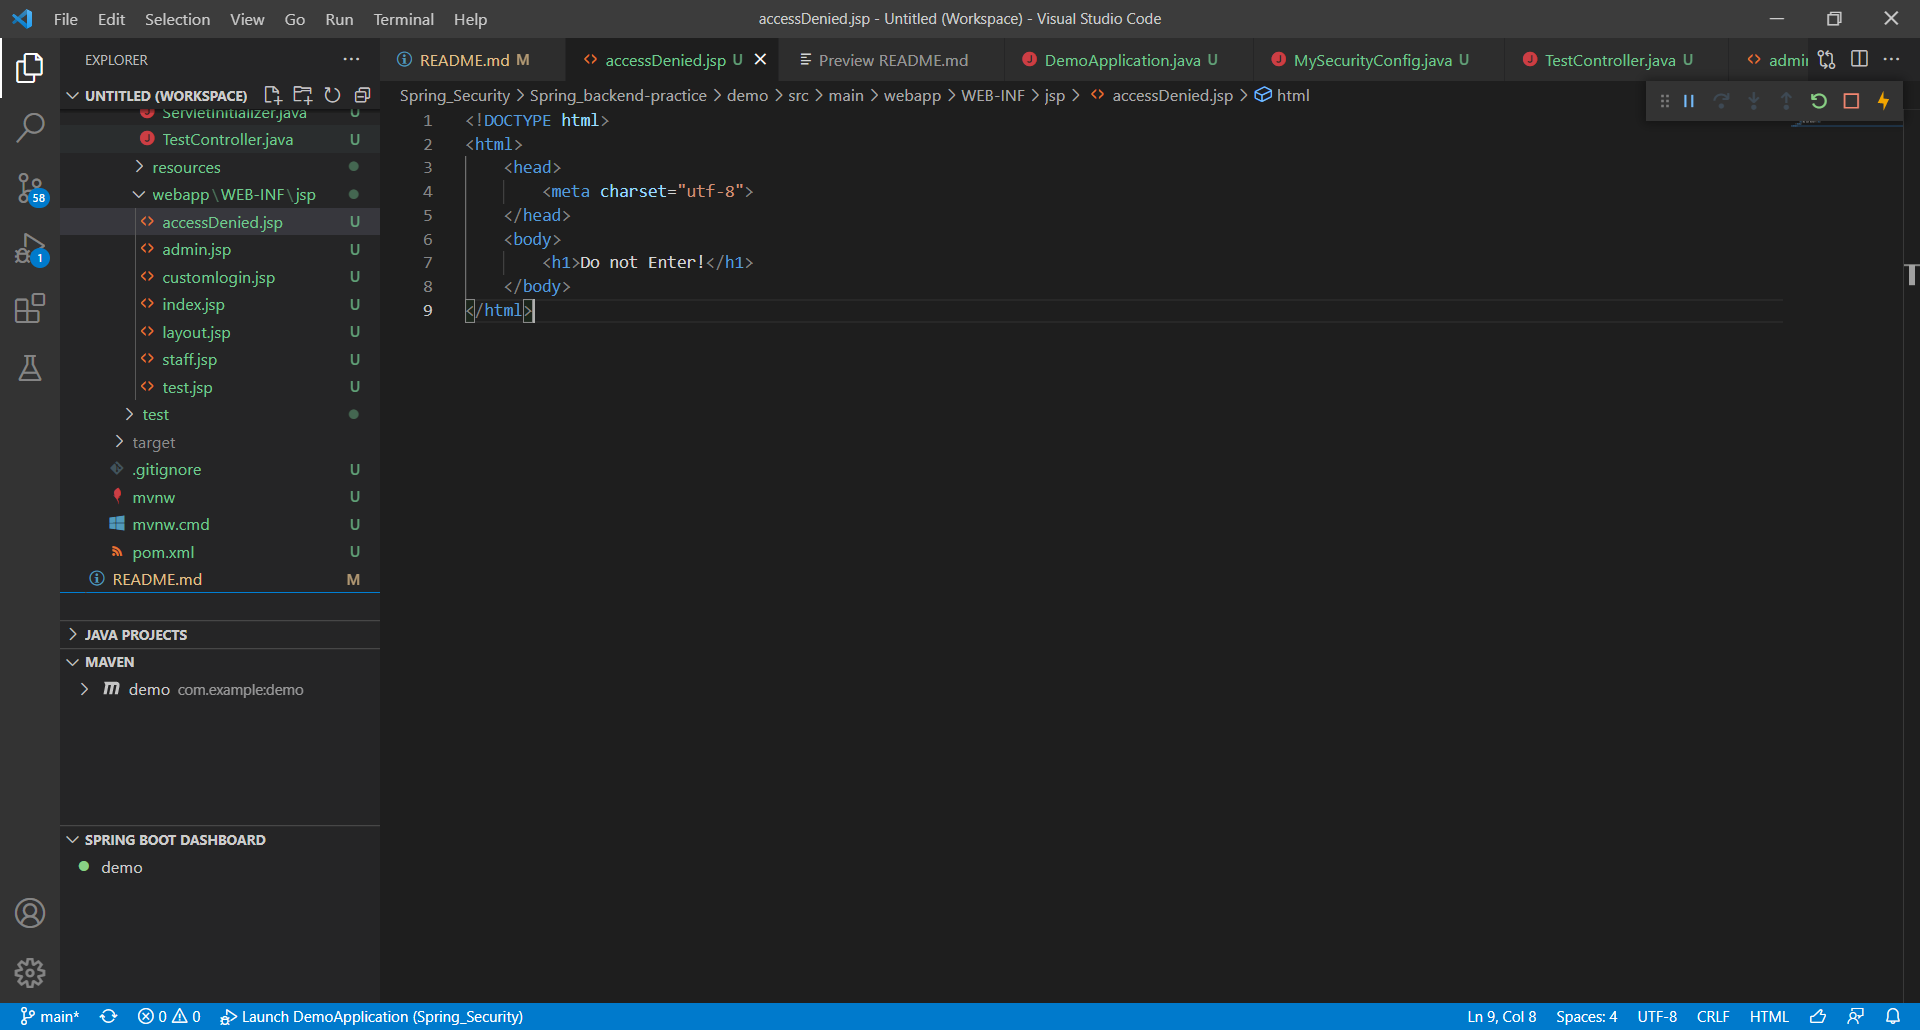 File Edit Selection View Go Run Terminal Help
accessDenied.jsp - Untitled (Workspace) - Visual Studio Code
EXPLORER
README.md M
accessDenied.jsp U
Preview README.md
DemoApplication.java U
MySecurityConfig.java U
TestController.java U
admin
UNTITLED (WORKSPACE)
Spring_Security > Spring_backend-practice > demo > src > main > webapp > WEB-INF > jsp > accessDenied.jsp > html
ServletInitializer.java U
TestController.java U
resources
webapp\WEB-INF\jsp
accessDenied.jsp U
admin.jsp U
customlogin.jsp U
index.jsp U
layout.jsp U
staff.jsp U
test.jsp U
test
target
.gitignore U
mvnw U
mvnw.cmd U
pom.xml U
README.md M
58
1
1 <!DOCTYPE html>
2 <html>
3 <head>
4 <meta charset="utf-8">
5 </head>
6 <body>
7 <h1>Do not Enter!</h1>
8 </body>
9 </html>
JAVA PROJECTS
MAVEN
demo com.example:demo
SPRING BOOT DASHBOARD
demo
main* 0 0 Launch DemoApplication (Spring_Security)
Ln 9, Col 8 Spaces: 4 UTF-8 CRLF HTML